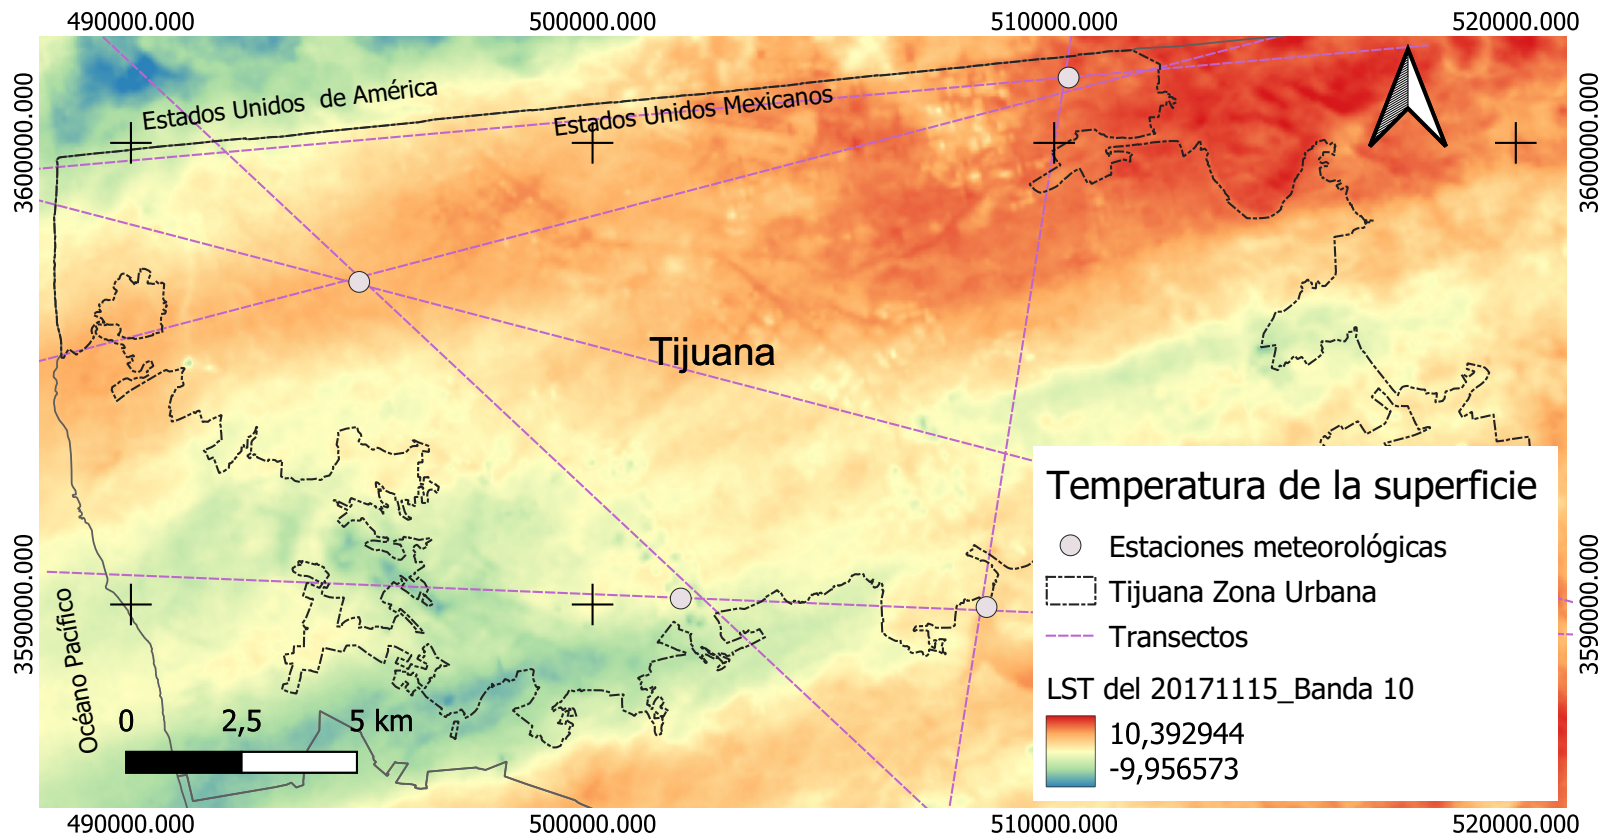 490000.000 500000.000 510000.000 520000.000
3600000.000
3600000.000
Estados Unidos de América
Estados Unidos Mexicanos
Tijuana
Temperatura de la superficie
Estaciones meteorológicas
Tijuana Zona Urbana
Transectos
LST del 20171115_Banda 10
10,392944
-9,956573
3590000.000
3590000.000
Océano Pacífico
0 2,5 5 km
490000.000 500000.000 510000.000 520000.000